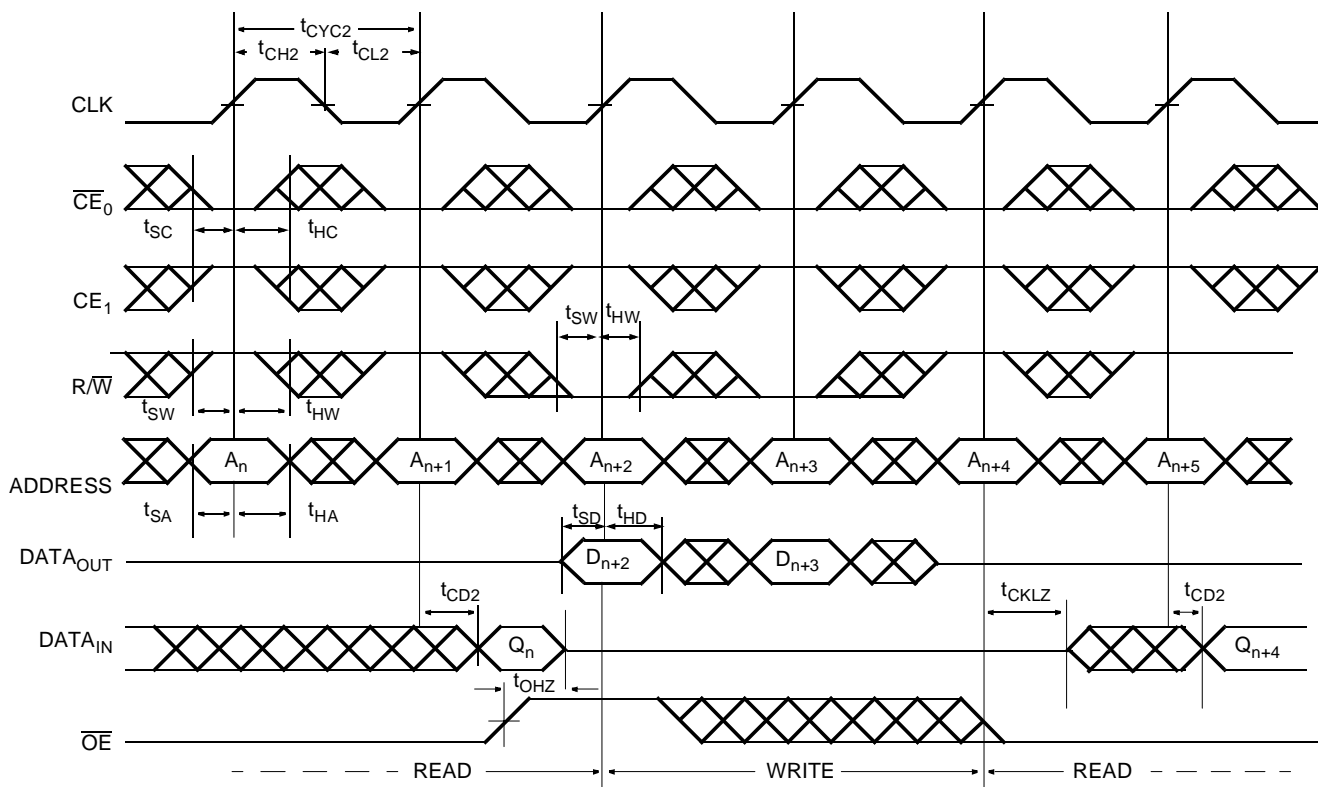 tCYC2
tCH2 tCL2
CLK
CE0
tSC tHC
CE1
tSW tHW
R/W
tSW tHW
An An+1 An+2 An+3 An+4 An+5
ADDRESS
tSA tHA
tSD tHD
DATAOUT Dn+2 Dn+3
tCD2 tCKLZ tCD2
DATAIN Qn Qn+4
tOHZ
OE
READ WRITE READ